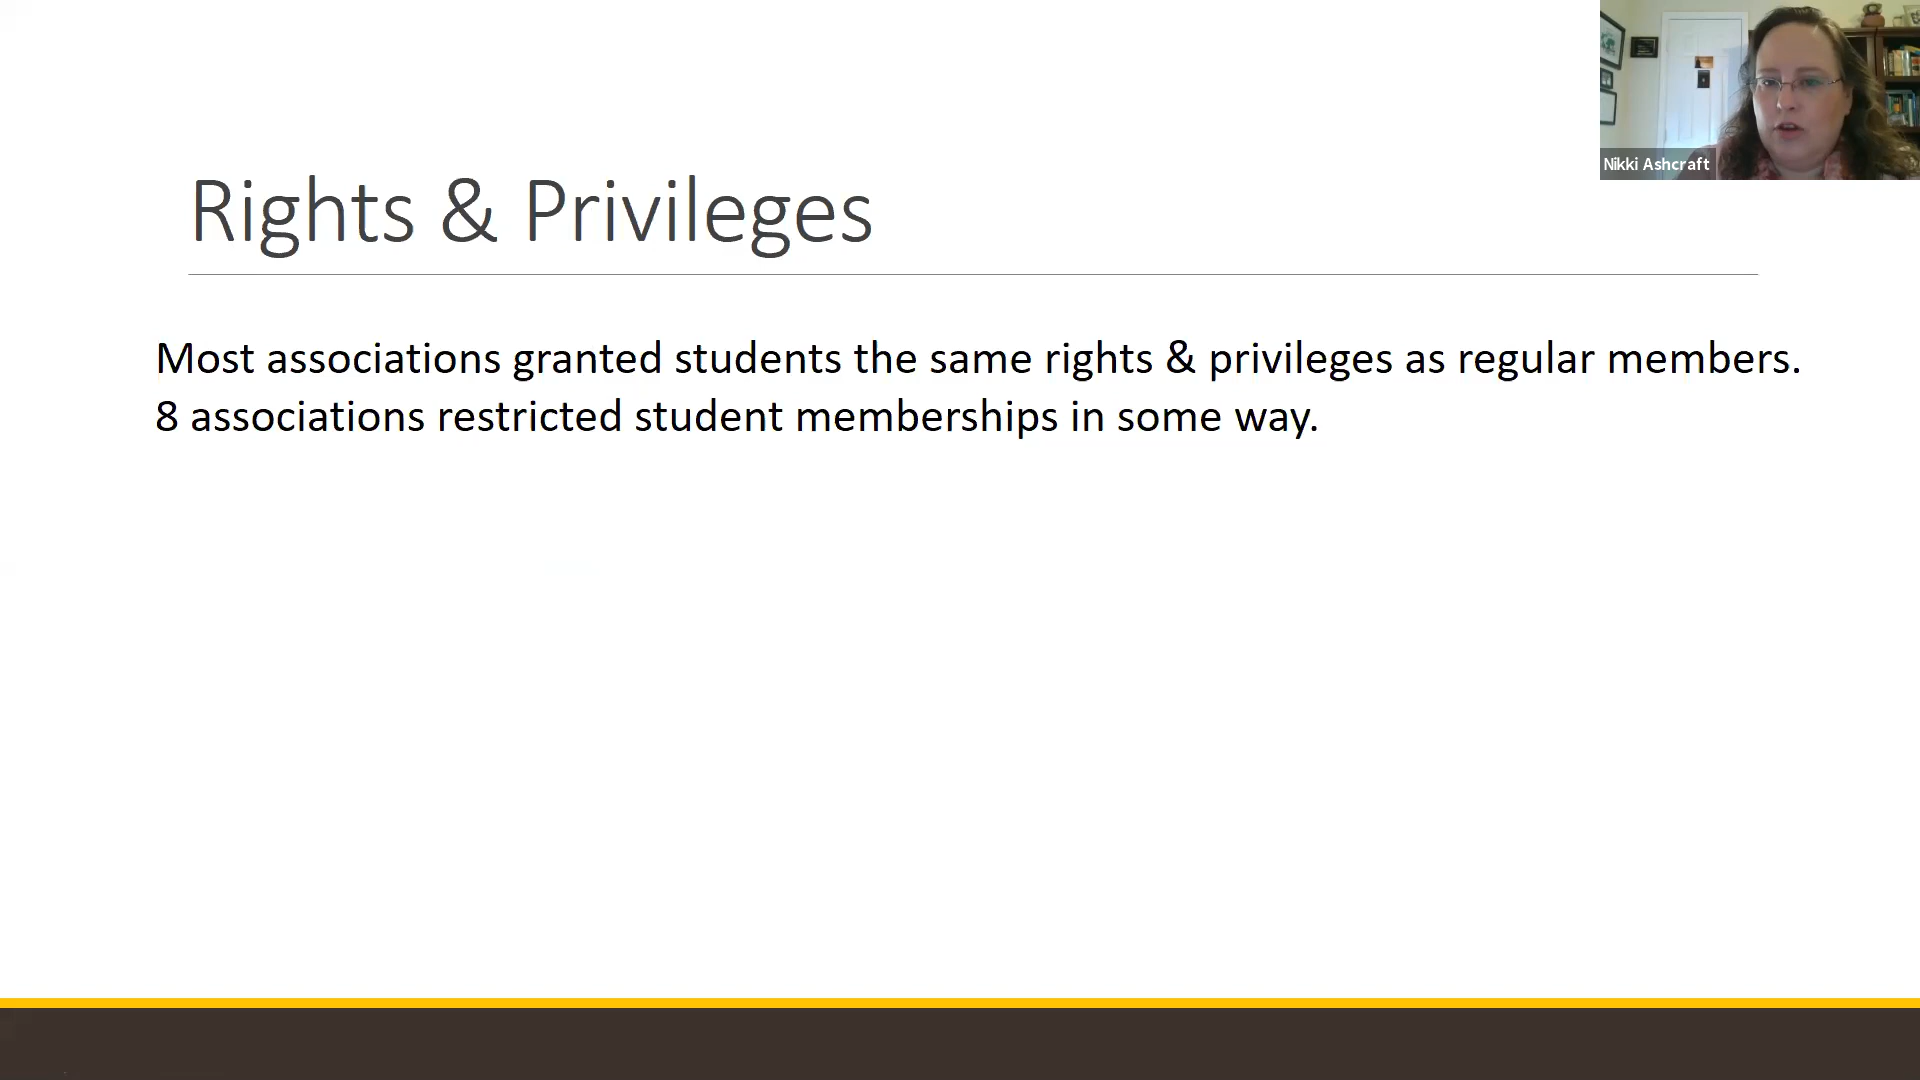 Nikki Ashcraft
Rights & Privileges
Most associations granted students the same rights & privileges as regular members.
8 associations restricted student memberships in some way.